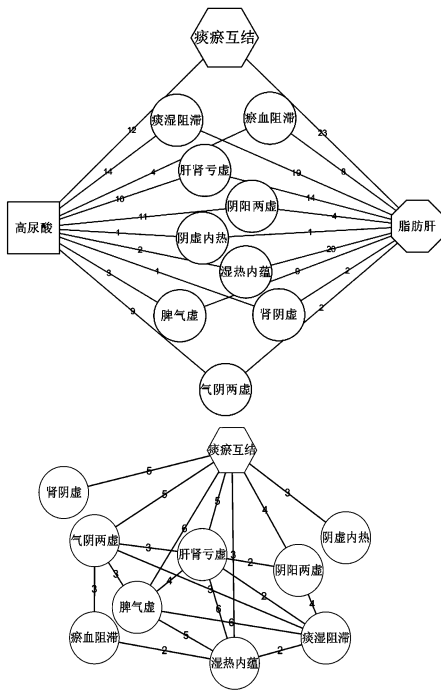 痰瘀互结
12
23
痰湿阻滞
瘀血阻滞
14
4
19
8
肝肾亏虚
10
14
阴阳两虚
11
4
高尿酸
脂肪肝
1
阴虚内热
1
2
湿热内蕴
20
3
1
9
2
脾气虚
肾阴虚
9
2
气阴两虚
痰瘀互结
5
肾阴虚
5
6
5
3
4
3
气阴两虚
3
肝肾亏虚
2
阴阳两虚
阴虚内热
3
3
4
3
2
4
脾气虚
6
6
瘀血阻滞
5
痰湿阻滞
2
湿热内蕴
2